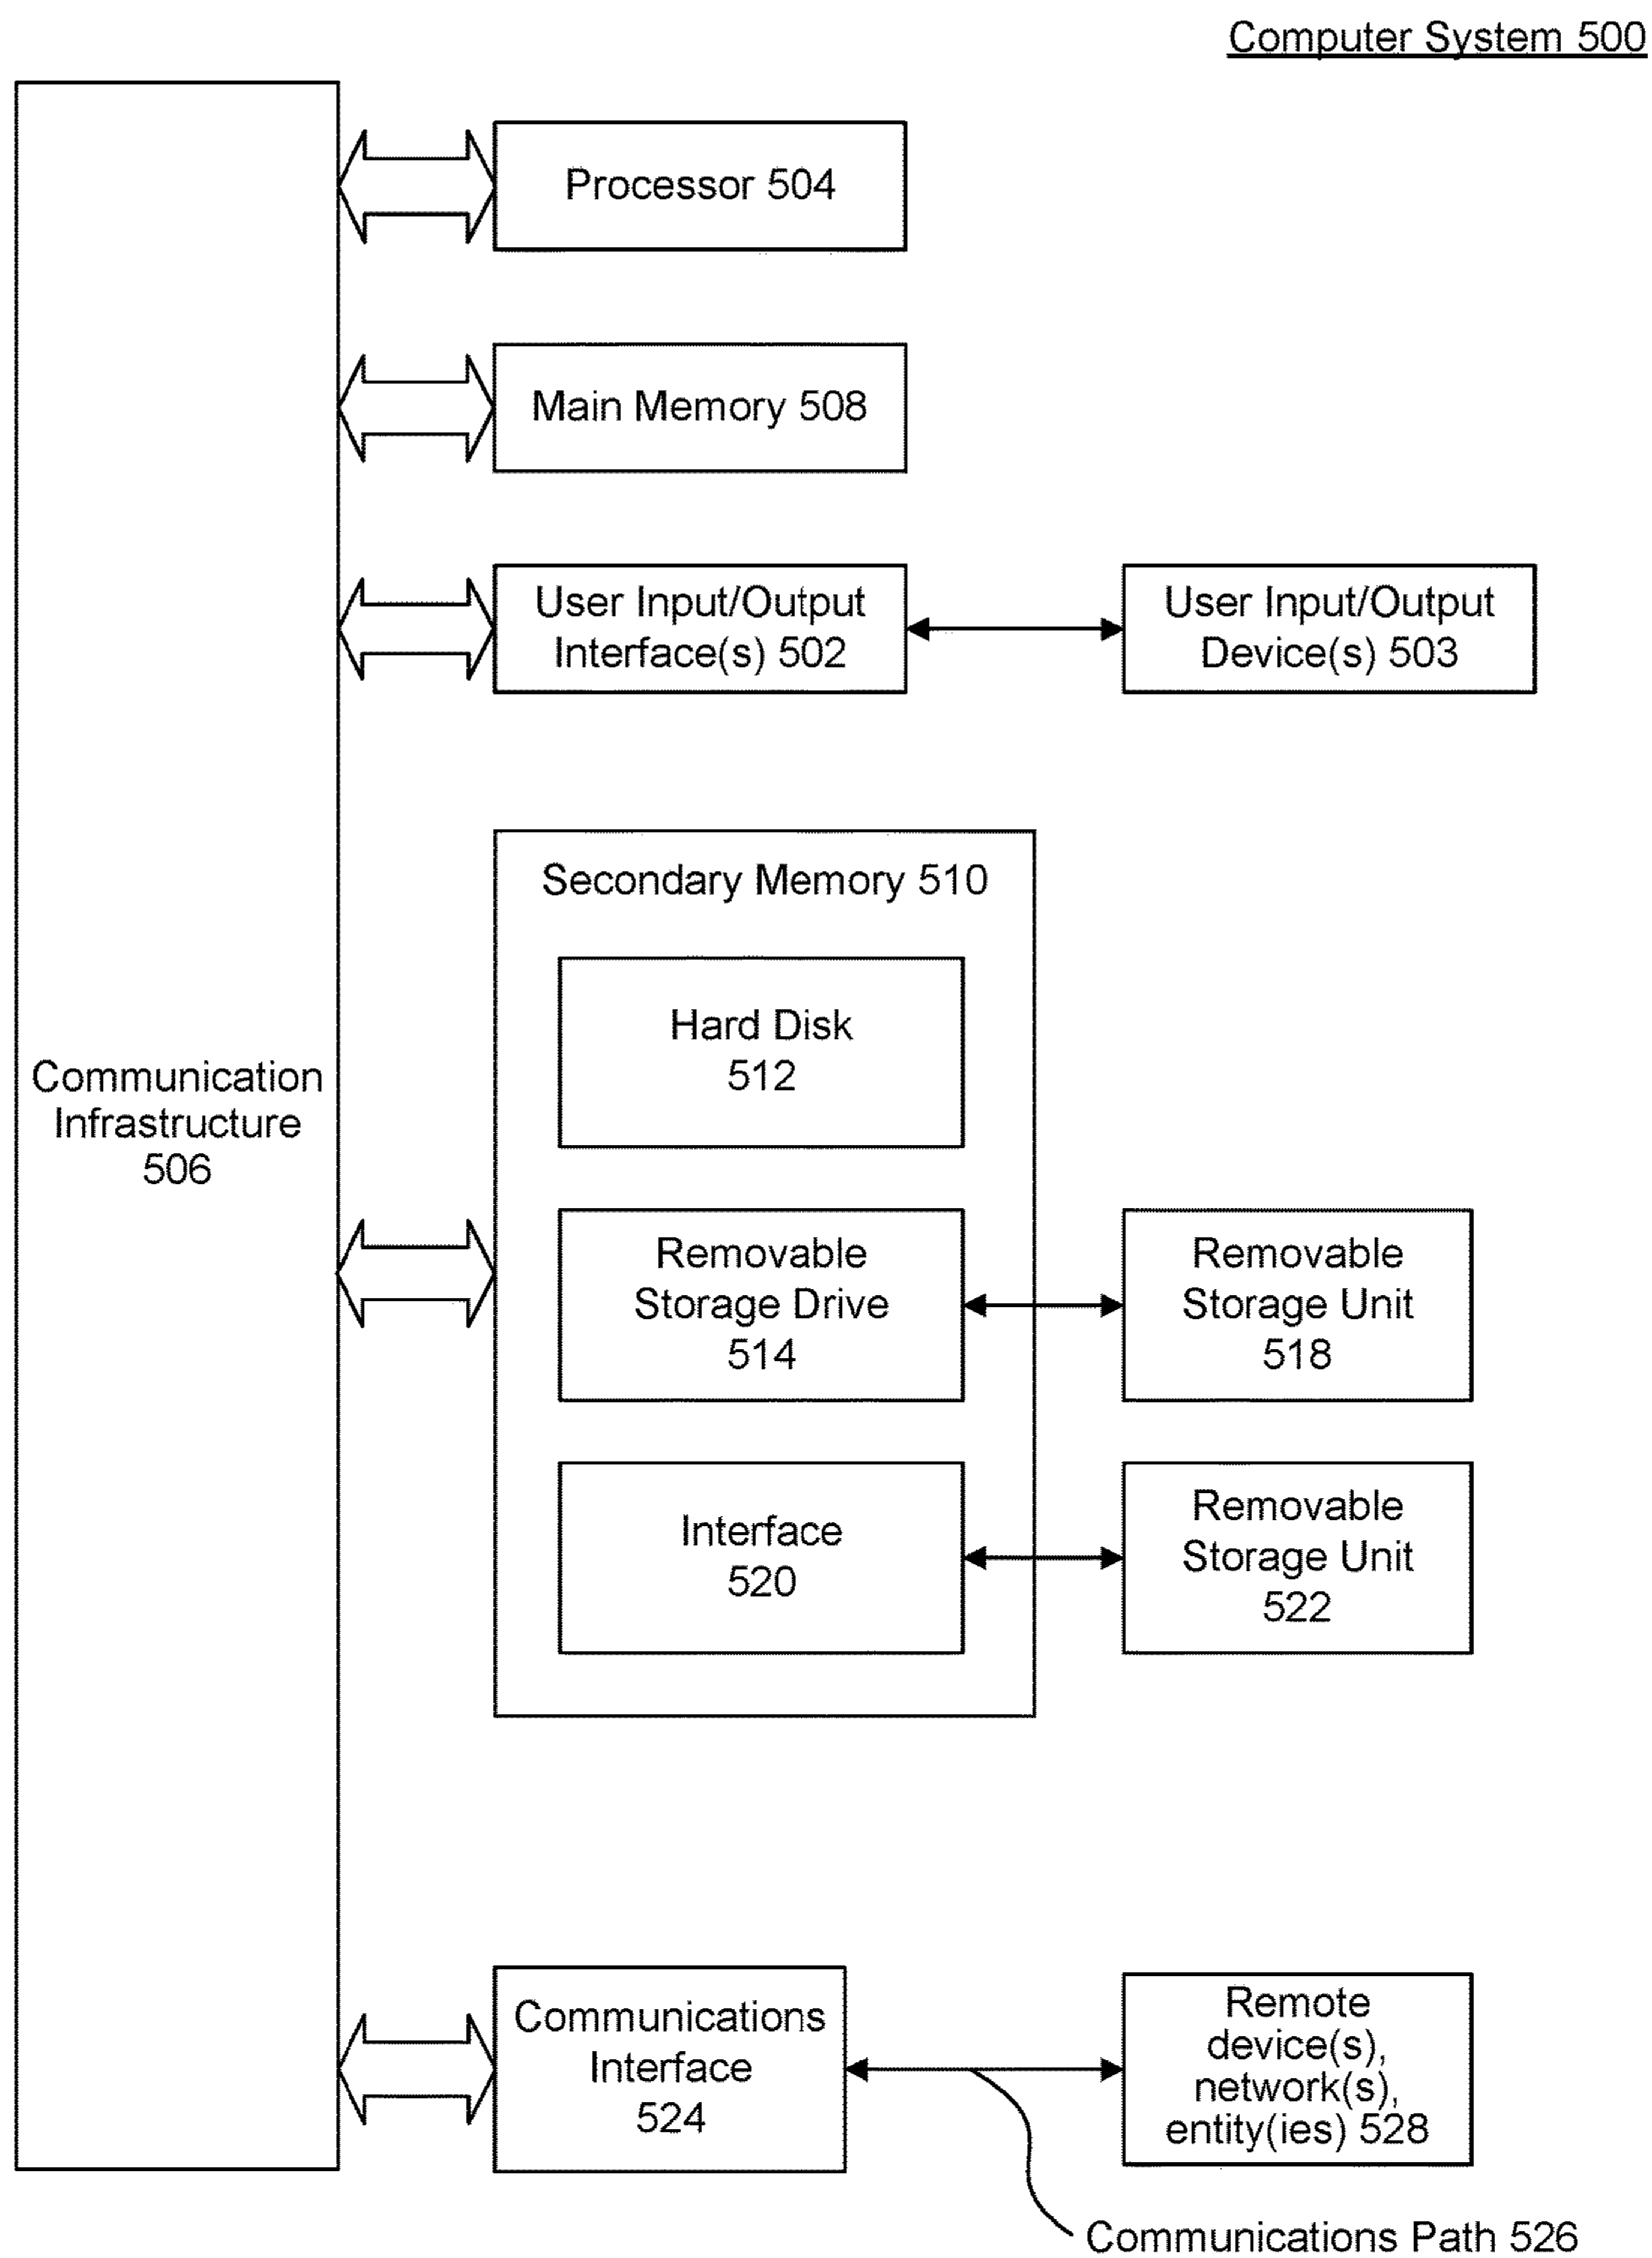 Computer System 500
Processor 504
Main Memory 508
User Input/Output
Interface(s) 502
User Input/Output
Device(s) 503
Secondary Memory 510
Hard Disk
512
Communication
Infrastructure
506
Removable
Storage Drive
514
Removable
Storage Unit
518
Interface
520
Removable
Storage Unit
522
Communications
Interface
524
Remote
device(s),
network(s),
entity(ies) 528
Communications Path 526